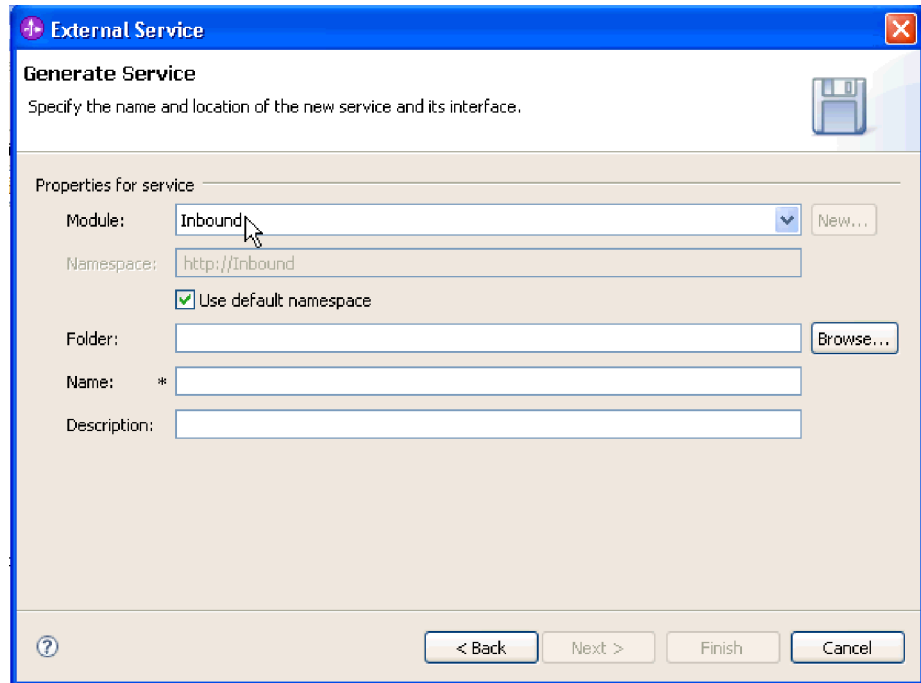 External Service
Generate Service
Specify the name and location of the new service and its interface.
Properties for service
Module: Inbound New...
Namespace: http://Inbound
Use default namespace
Folder: Browse...
Name: *
Description:
? < Back Next > Finish Cancel